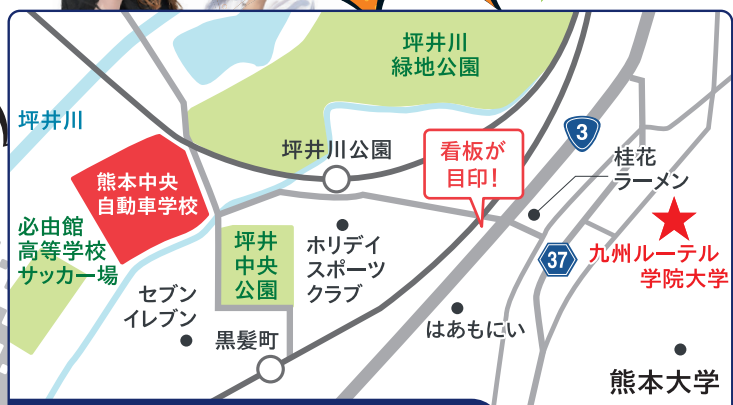 坪井川
緑地公園
坪井川
3
坪井川公園
看板が
目印!
桂花
ラーメン
熊本中央
自動車学校
必由館
高等学校
サッカー場
坪井
中央
公園
ホリデイ
スポーツ
クラブ
37
九州ルーテル
学院大学
セブン
イレブン
黒髪町
はあもにい
熊本大学